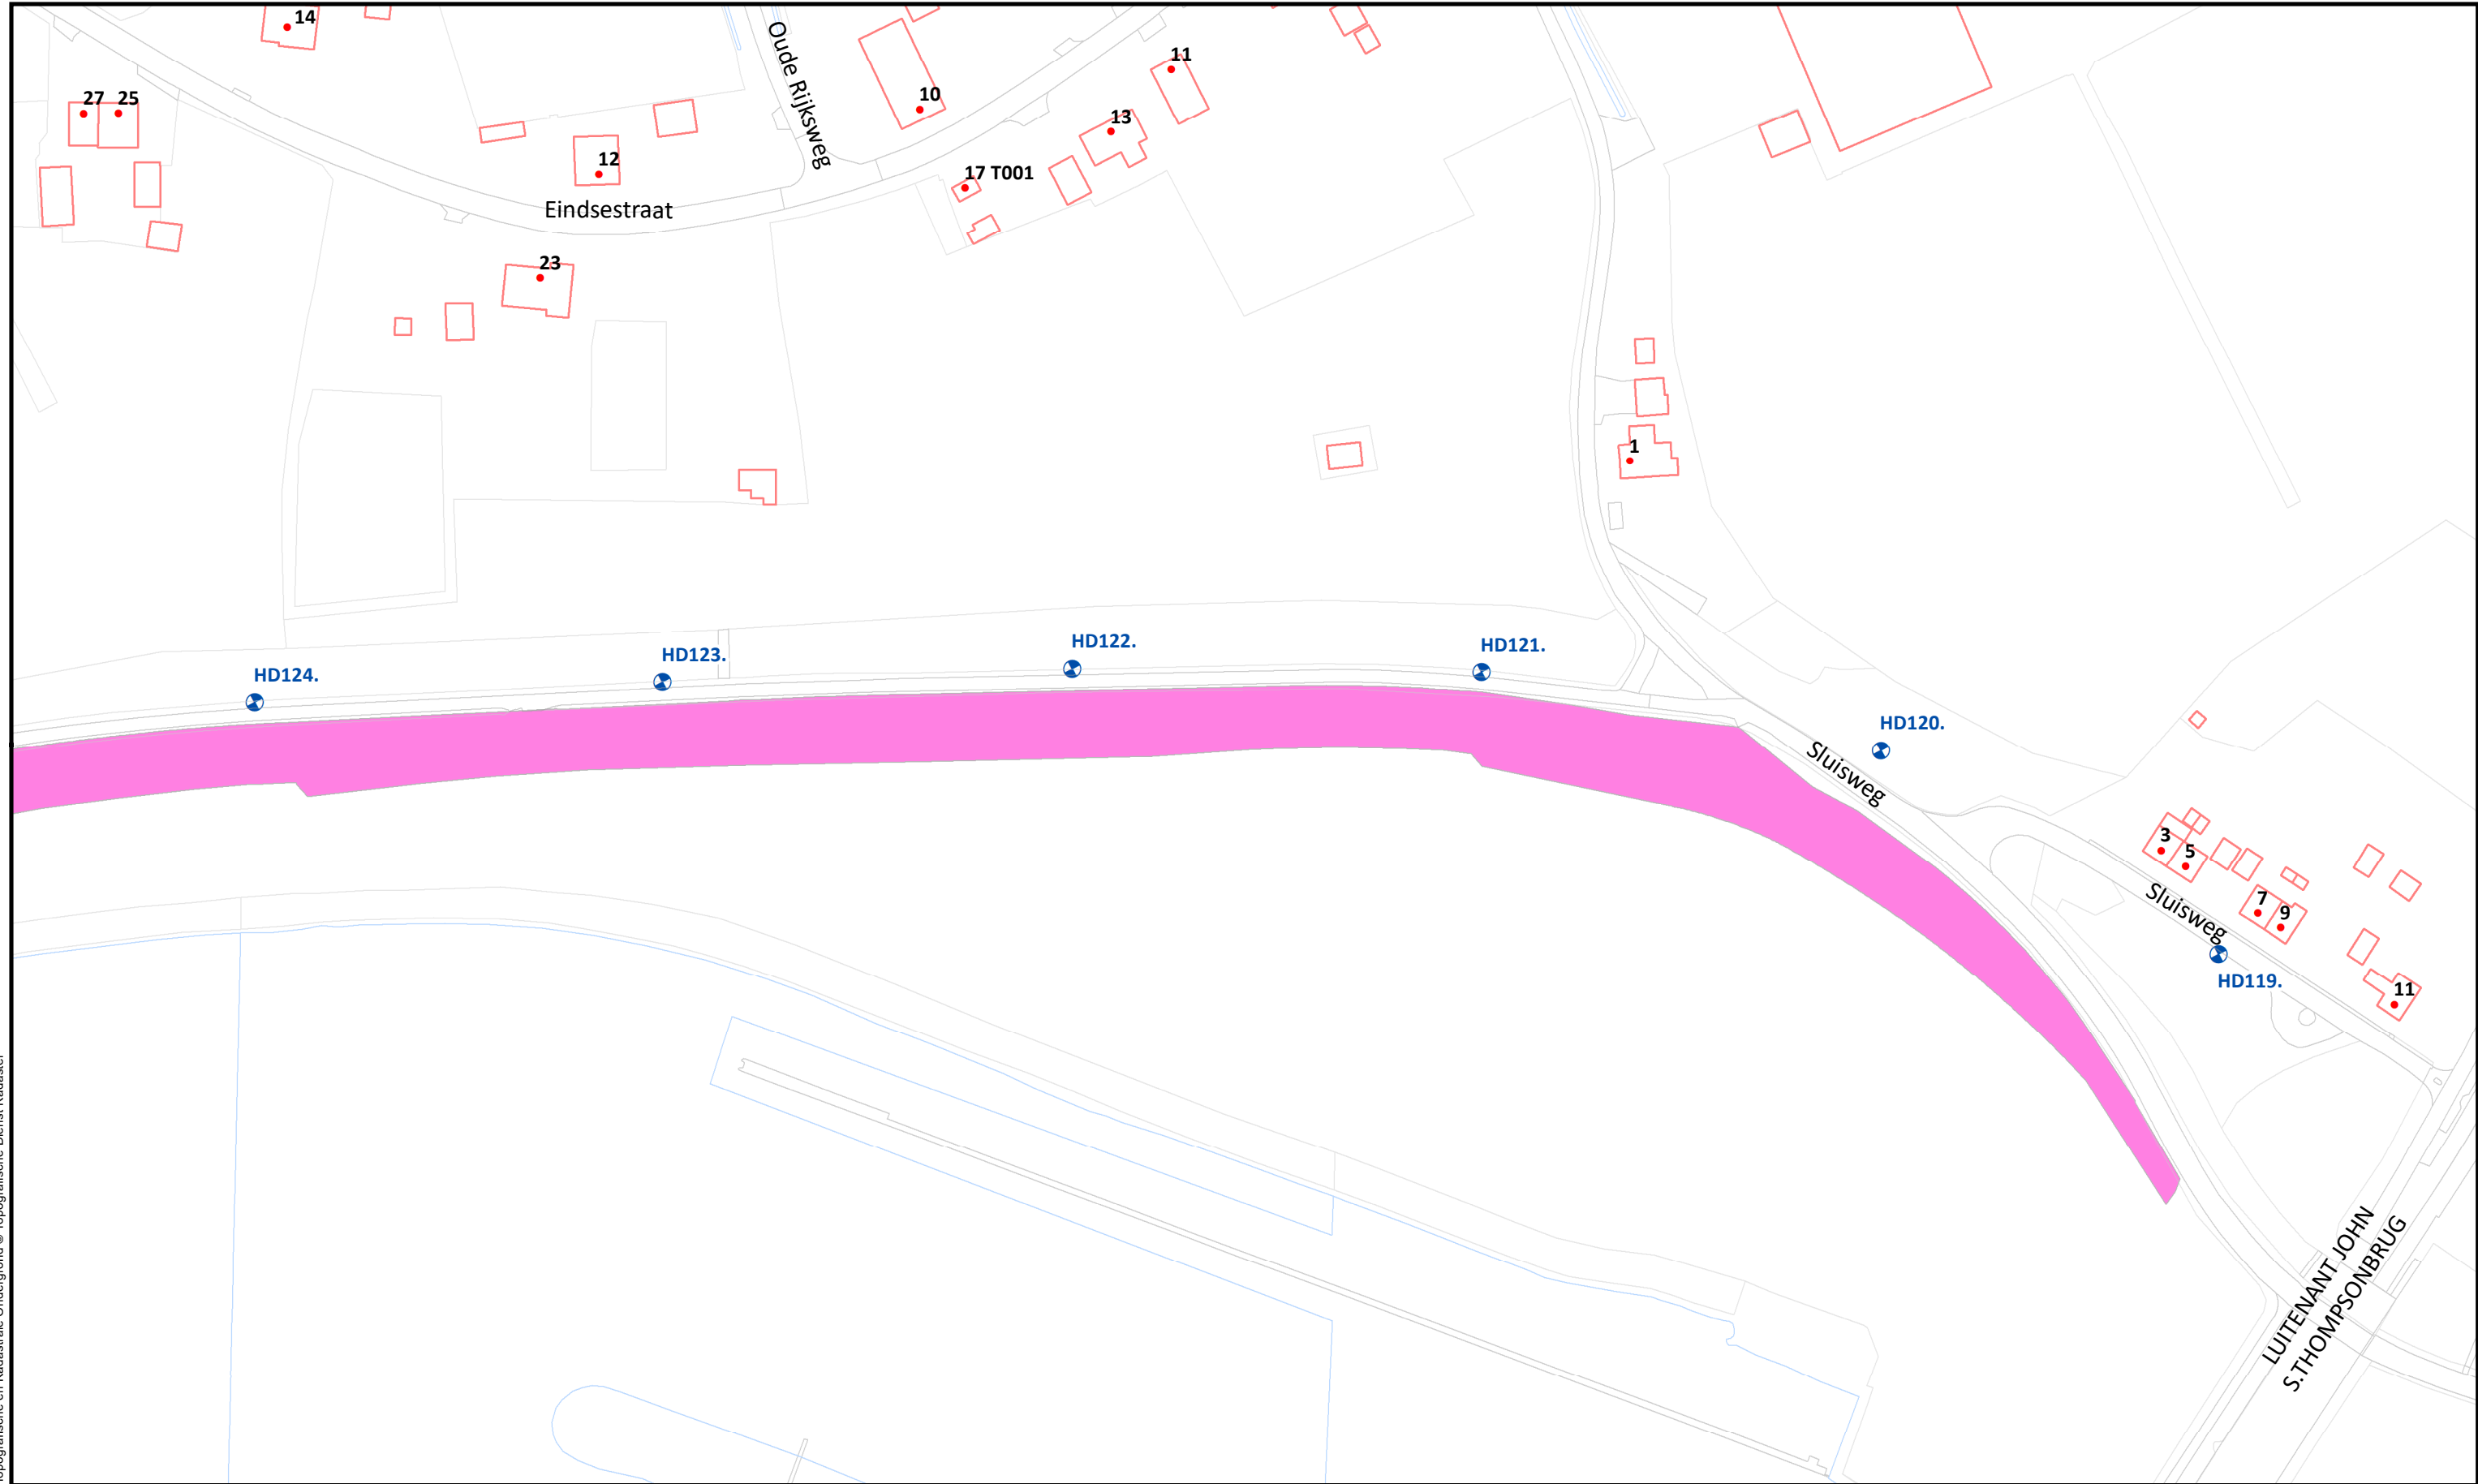 14
Oude Rijksweg
11
27
25
10
13
12
17 T001
Eindsestraat
23
1
HD122.
HD121.
HD123.
HD124.
HD120.
Sluisweg
3
5
Sluisweg
7
9
HD119.
11
LUITENANT JOHN
S.THOMPSONBRUG